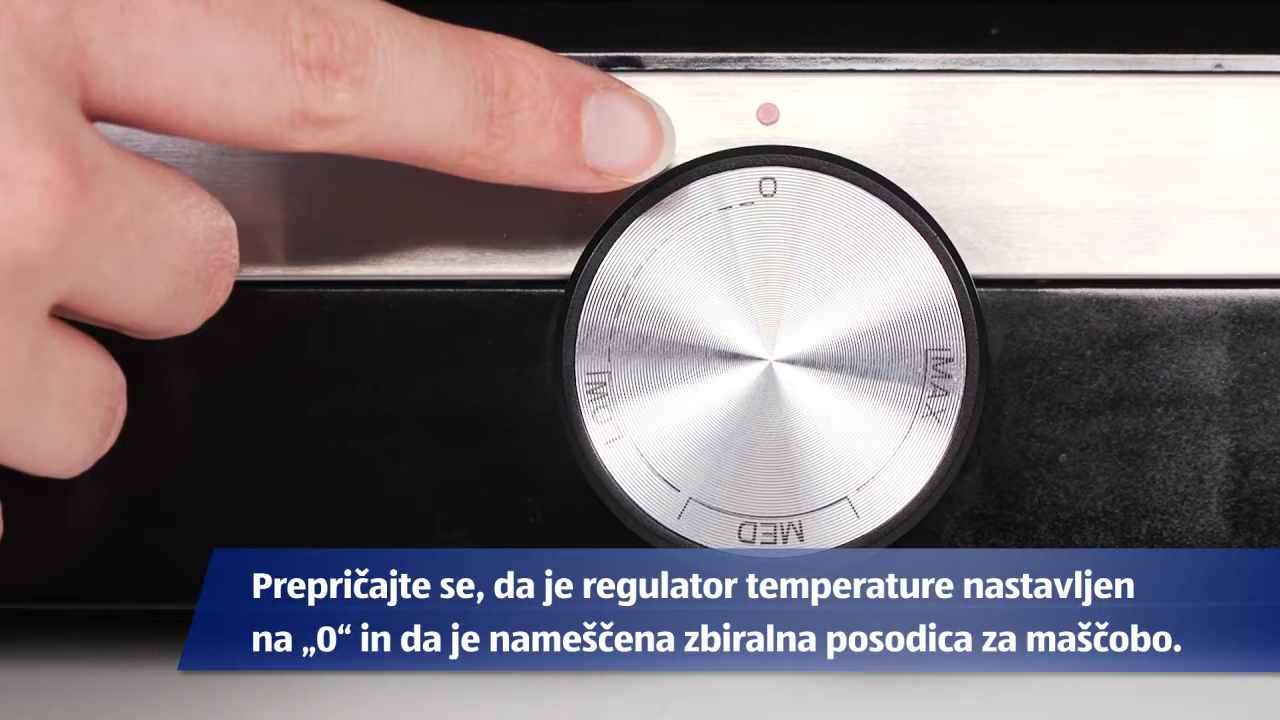 0
LOW
MAX
MED
Prepričajte se, da je regulator temperature nastavljen
na „0“ in da je nameščena zbiralna posodica za maščobo.